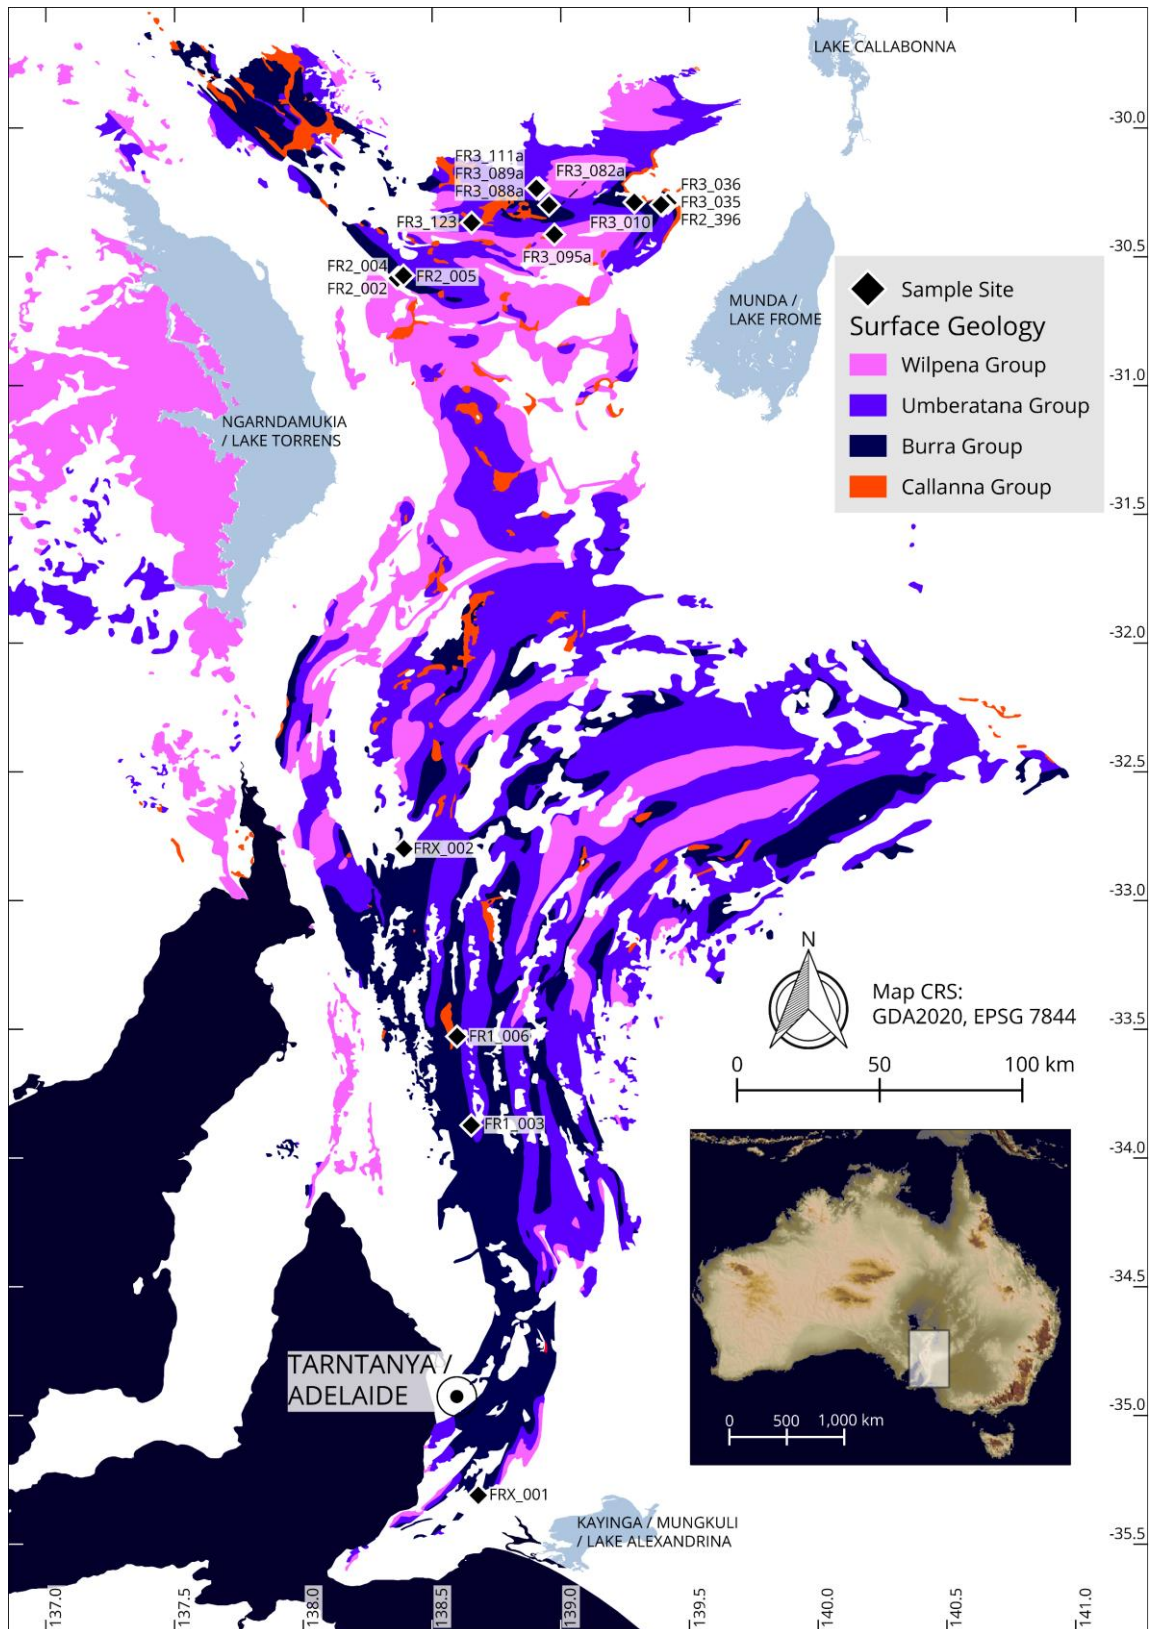 LAKE CALLABONNA
-30.0
FR3_111a
FR3_089a
FR3_088a
FR3_082a
FR3_036
FR3_035
FR2_396
FR3_123
FR3_010
FR3_095a
-30.5
FR2_004
FR2_002
FR2_005
MUNDA /
LAKE FROME
Sample Site
Surface Geology
Wilpena Group
Umberatana Group
Burra Group
Callanna Group
-31.0
NGARNDAMUKIA
/ LAKE TORRENS
-31.5
-32.0
-32.5
FRX_002
-33.0
N
Map CRS:
GDA2020, EPSG 7844
-33.5
FR1_006
0 50 100 km
FR1_003
-34.0
-34.5
TARNTANYA /
ADELAIDE
-35.0
0 500 1,000 km
FRX_001
KAYINGA / MUNGKULI
/ LAKE ALEXANDRINA
-35.5
137.0 137.5 138.0 138.5 139.0 139.5 140.0 140.5 141.0